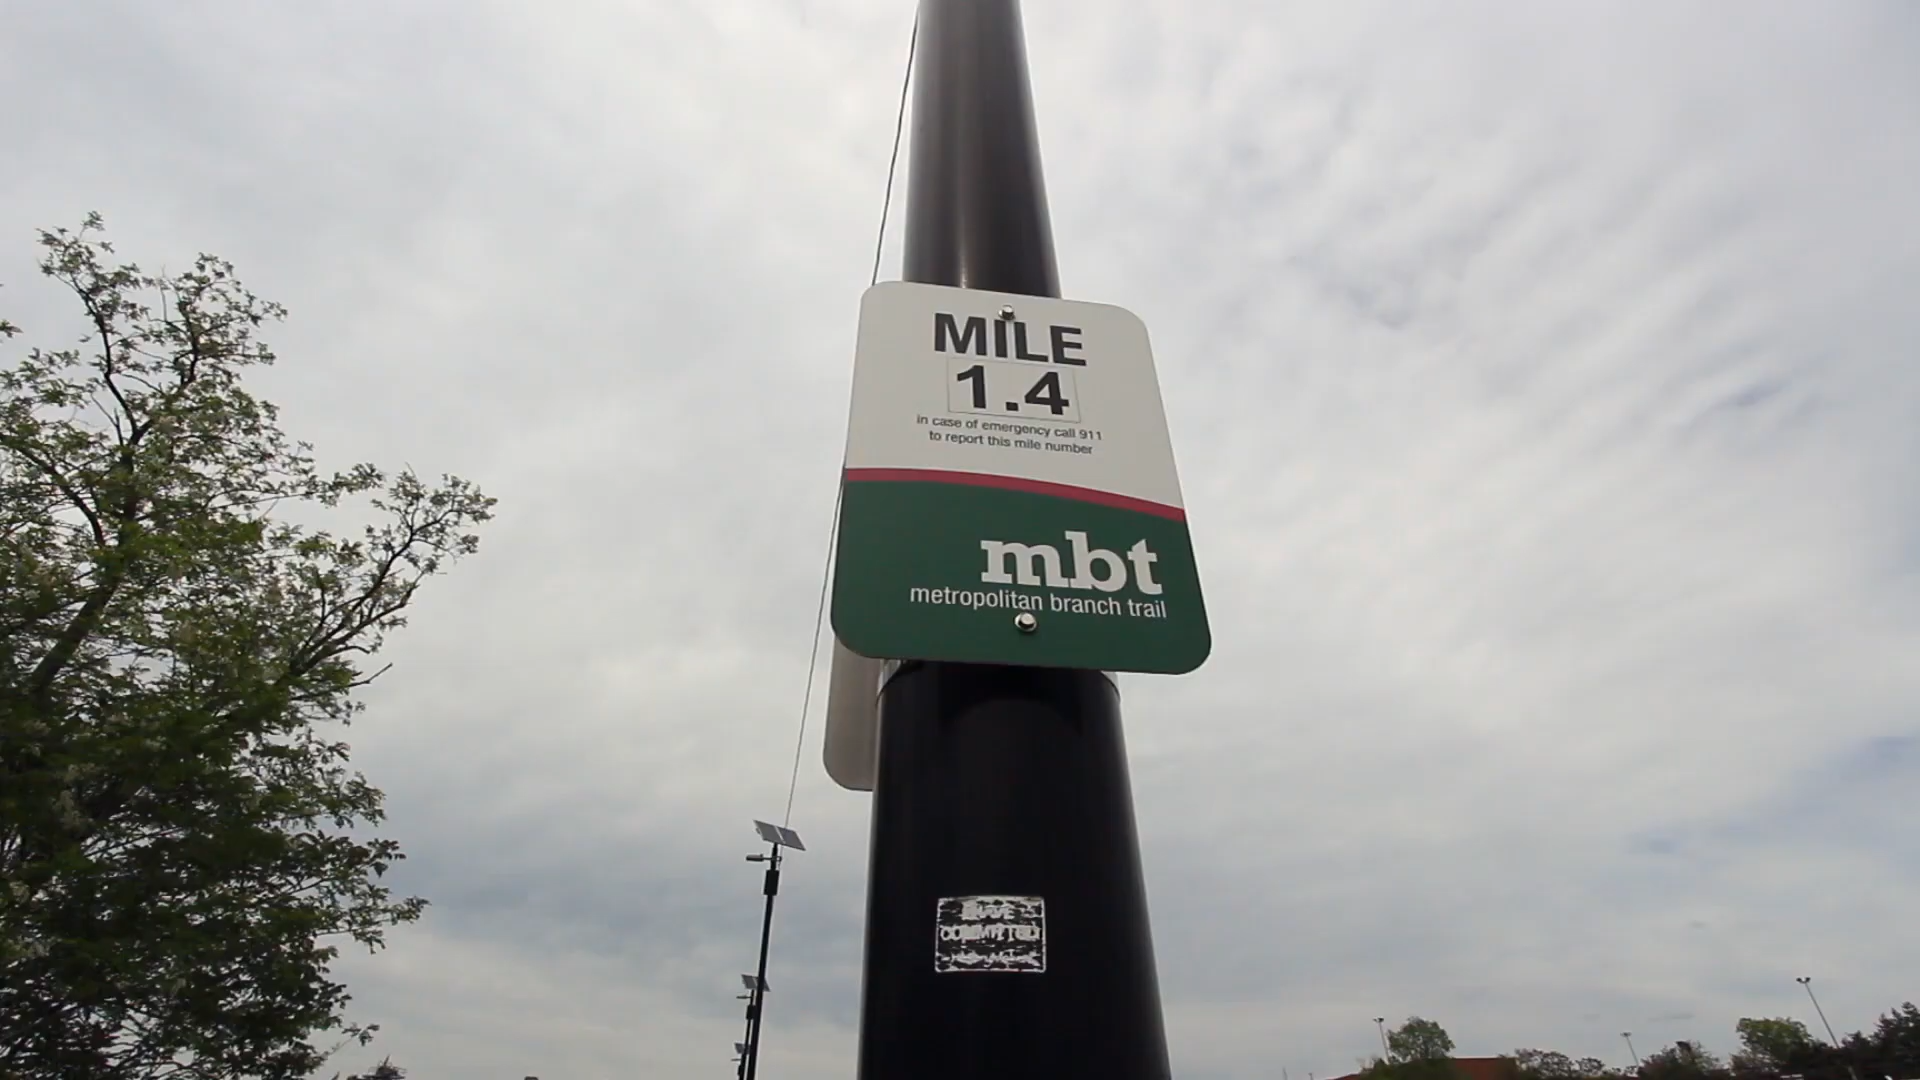 MILE
1.4
in case of emergency call 911
to report this mile number
mbt
metropolitan branch trail